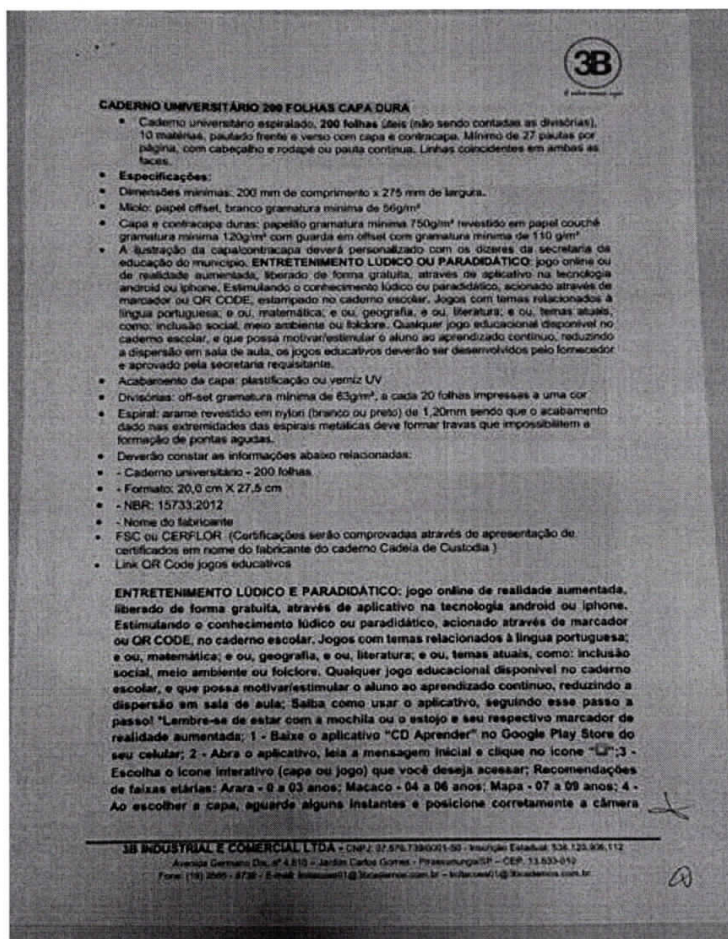 3B
CADERNO UNIVERSITÁRIO 200 FOLHAS CAPA DURA
• Caderno universitário espiralado, 200 folhas úteis (não sendo contadas as divisórias),
10 matérias, pautado frente e verso com capa e contracapa. Mínimo de 27 pautas por
página, com cabeçalho e rodapé ou pauta contínua. Linhas coincidentes em ambas as
faces.
• Especificações:
• Dimensões mínimas: 200 mm de comprimento x 275 mm de largura.
• Miolo: papel offset, branco gramatura mínima de 56g/m²
• Capa e contracapa duras: papelão gramatura mínima 750g/m² revestido em papel couchê
gramatura mínima 120g/m² com guarda em offset com gramatura mínima de 110 g/m²
• A ilustração da capa/contracapa deverá personalizado com os dizeres da secretaria da
educação do município. ENTRETENIMENTO LÚDICO OU PARADIDÁTICO: jogo online ou
de realidade aumentada, liberado de forma gratuita, através de aplicativo na tecnologia
android ou iphone. Estimulando o conhecimento lúdico ou paradidático, acionado através de
marcador ou QR CODE, estampado no caderno escolar. Jogos com temas relacionados à
língua portuguesa; e ou, matemática; e ou, geografia, e ou, literatura; e ou, temas atuais,
como: inclusão social, meio ambiente ou folclore. Qualquer jogo educacional disponível no
caderno escolar, e que possa motivar/estimular o aluno ao aprendizado contínuo, reduzindo
a dispersão em sala de aula, os jogos educativos deverão ser desenvolvidos pelo fornecedor
e aprovado pela secretaria requisitante.
• Acabamento da capa: plastificação ou verniz UV
• Divisórias: off-set gramatura mínima de 63g/m², a cada 20 folhas impressas a uma cor
• Espiral: arame revestido em nylon (branco ou preto) de 1,20mm sendo que o acabamento
dado nas extremidades das espirais metálicas deve formar travas que impossibilitem a
formação de pontas agudas.
• Deverão constar as informações abaixo relacionadas:
• - Caderno universitário - 200 folhas
• - Formato: 20,0 cm X 27,5 cm
• - NBR: 15733:2012
• - Nome do fabricante
• FSC ou CERFLOR (Certificações serão comprovadas através de apresentação de
certificados em nome do fabricante do caderno Cadeia de Custodia )
• Link QR Code jogos educativos
ENTRETENIMENTO LÚDICO E PARADIDÁTICO: jogo online de realidade aumentada,
liberado de forma gratuita, através de aplicativo na tecnologia android ou iphone.
Estimulando o conhecimento lúdico ou paradidático, acionado através de marcador
ou QR CODE, no caderno escolar. Jogos com temas relacionados à língua portuguesa;
e ou, matemática; e ou, geografia, e ou, literatura; e ou, temas atuais, como: inclusão
social, meio ambiente ou folclore. Qualquer jogo educacional disponível no caderno
escolar, e que possa motivar/estimular o aluno ao aprendizado contínuo, reduzindo a
dispersão em sala de aula; Saiba como usar o aplicativo, seguindo esse passo a
passo! *Lembre-se de estar com a mochila ou o estojo e seu respectivo marcador de
realidade aumentada; 1 - Baixe o aplicativo “CD Aprender” no Google Play Store do
seu celular; 2 - Abra o aplicativo, leia a mensagem inicial e clique no ícone “”;3 -
Escolha o ícone interativo (capa ou jogo) que você deseja acessar; Recomendações
de faixas etárias: Arara - 0 a 03 anos; Macaco - 04 a 06 anos; Mapa - 07 a 09 anos; 4 -
Ao escolher a capa, aguarde alguns instantes e posicione corretamente a câmera
3B INDUSTRIAL E COMERCIAL LTDA - CNPJ: - Inscrição Estadual:
Avenida Germano Dix, nº 4.810 – Jardim Carlos Gomes - Pirassununga/SP – CEP: 13.633-010
Fone: (19)